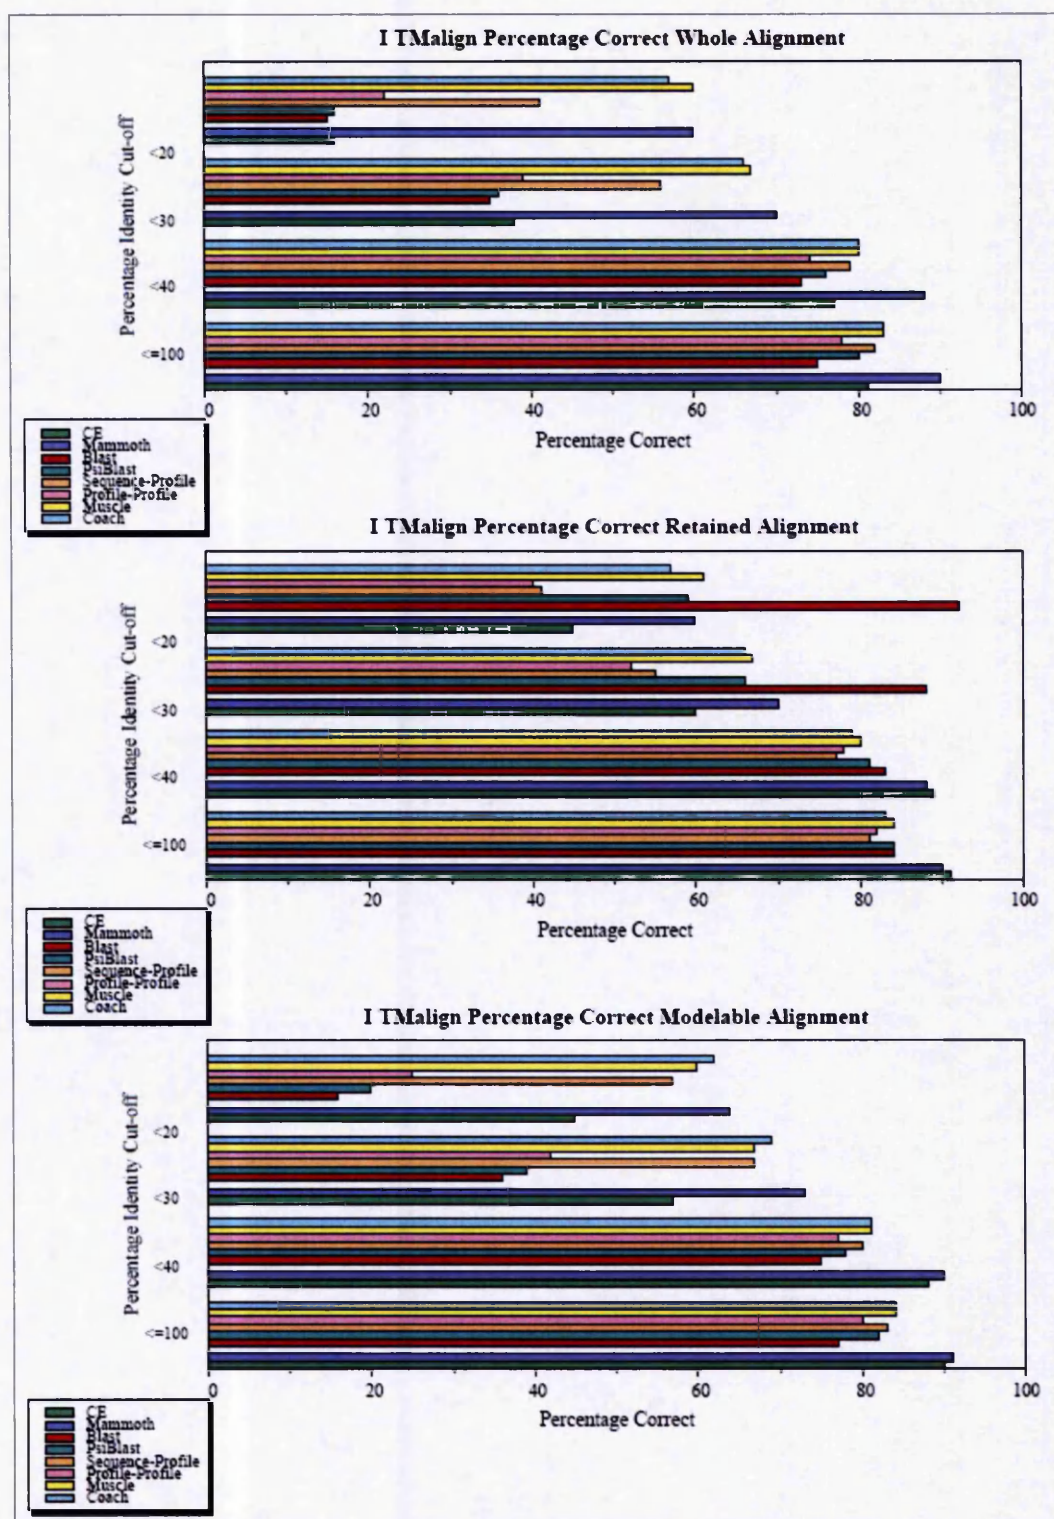 I TMalign Percentage Correct Whole Alignment
Percentage Identity Cut-off
<20
<30
<40
<=100
0 20 40 60 80 100
Percentage Correct
CE
Mammoth
Blast
PsiBlast
Sequence-Profile
Profile-Profile
Muscle
Coach
I TMalign Percentage Correct Retained Alignment
Percentage Identity Cut-off
<20
<30
<40
<=100
0 20 40 60 80 100
Percentage Correct
CE
Mammoth
Blast
PsiBlast
Sequence-Profile
Profile-Profile
Muscle
Coach
I TMalign Percentage Correct Modelable Alignment
Percentage Identity Cut-off
<20
<30
<40
<=100
0 20 40 60 80 100
Percentage Correct
CE
Mammoth
Blast
PsiBlast
Sequence-Profile
Profile-Profile
Muscle
Coach